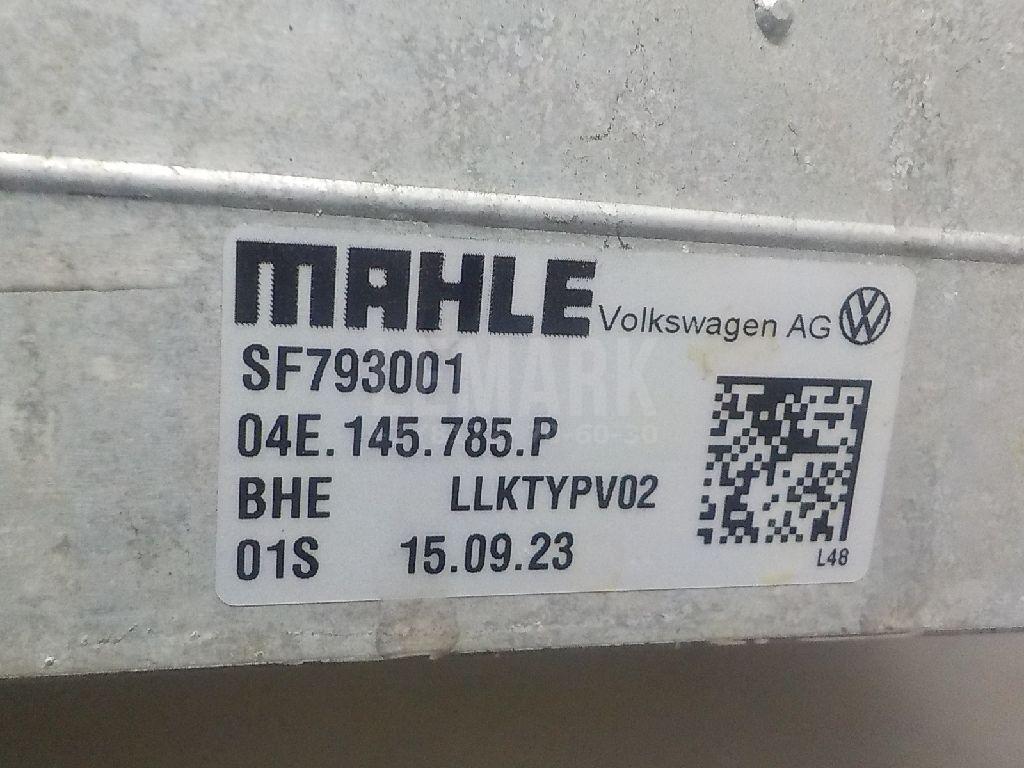 MAHLE
Volkswagen AG
SF793001
04E.145.785.P
BHE LLKTYPV02
01S 15.09.23
L48